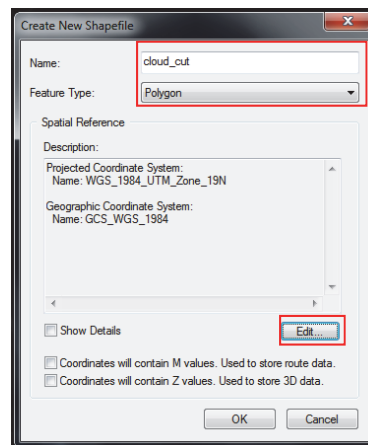 Create New Shapefile
Name: cloud_cut
Feature Type: Polygon
Spatial Reference
Description:
Projected Coordinate System:
Name: WGS_1984_UTM_Zone_19N
Geographic Coordinate System:
Name: GCS_WGS_1984
Show Details Edit...
Coordinates will contain M values. Used to store route data.
Coordinates will contain Z values. Used to store 3D data.
OK Cancel